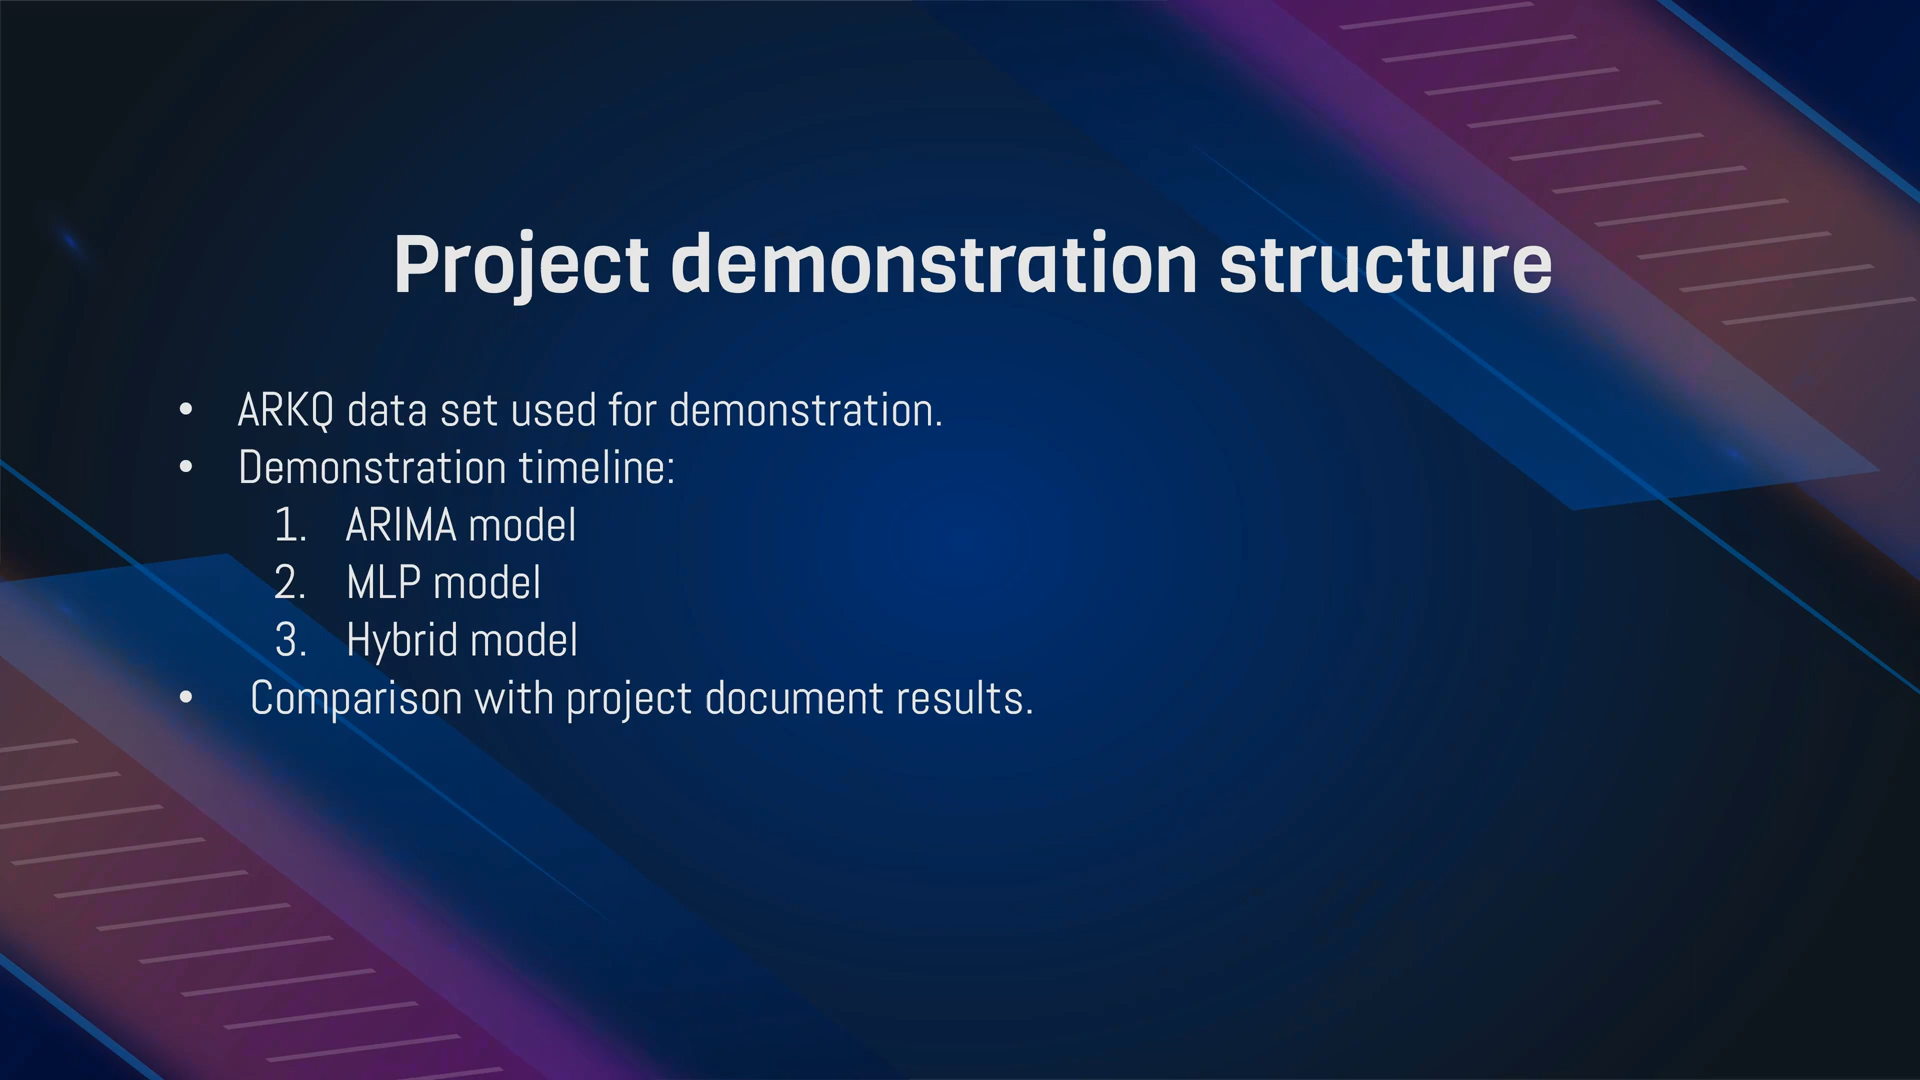 Project demonstration structure
• ARKQ data set used for demonstration.
• Demonstration timeline:
1. ARIMA model
2. MLP model
3. Hybrid model
• Comparison with project document results.